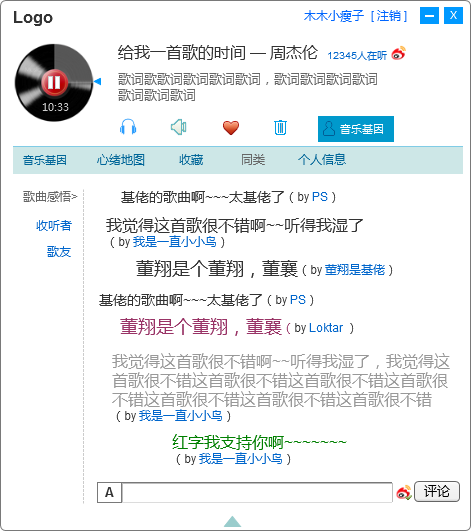 Logo
木木小瘦子 [ 注销 ]
给我一首歌的时间 — 周杰伦 12345人在听
歌词歌歌词歌词歌词歌词，歌词歌词歌词歌词
歌词歌词歌词
10:33
音乐基因
音乐基因 心绪地图 收藏 同类 个人信息
歌曲感悟>
收听者
歌友
基佬的歌曲啊~~~太基佬了（by PS ）
我觉得这首歌很不错啊~~听得我湿了
（ by 我是一直小小鸟 ）
董翔是个董翔，董襄（ by 董翔是基佬 ）
基佬的歌曲啊~~~太基佬了（ by PS ）
董翔是个董翔，董襄（ by Loktar ）
我觉得这首歌很不错啊~~听得我湿了，我觉得这
首歌很不错这首歌很不错这首歌很不错这首歌很
不错这首歌很不错这首歌很不错这首歌很不错
（ by 我是一直小小鸟 ）
红字我支持你啊~~~~~~~
（ by 我是一直小小鸟 ）
A 评论